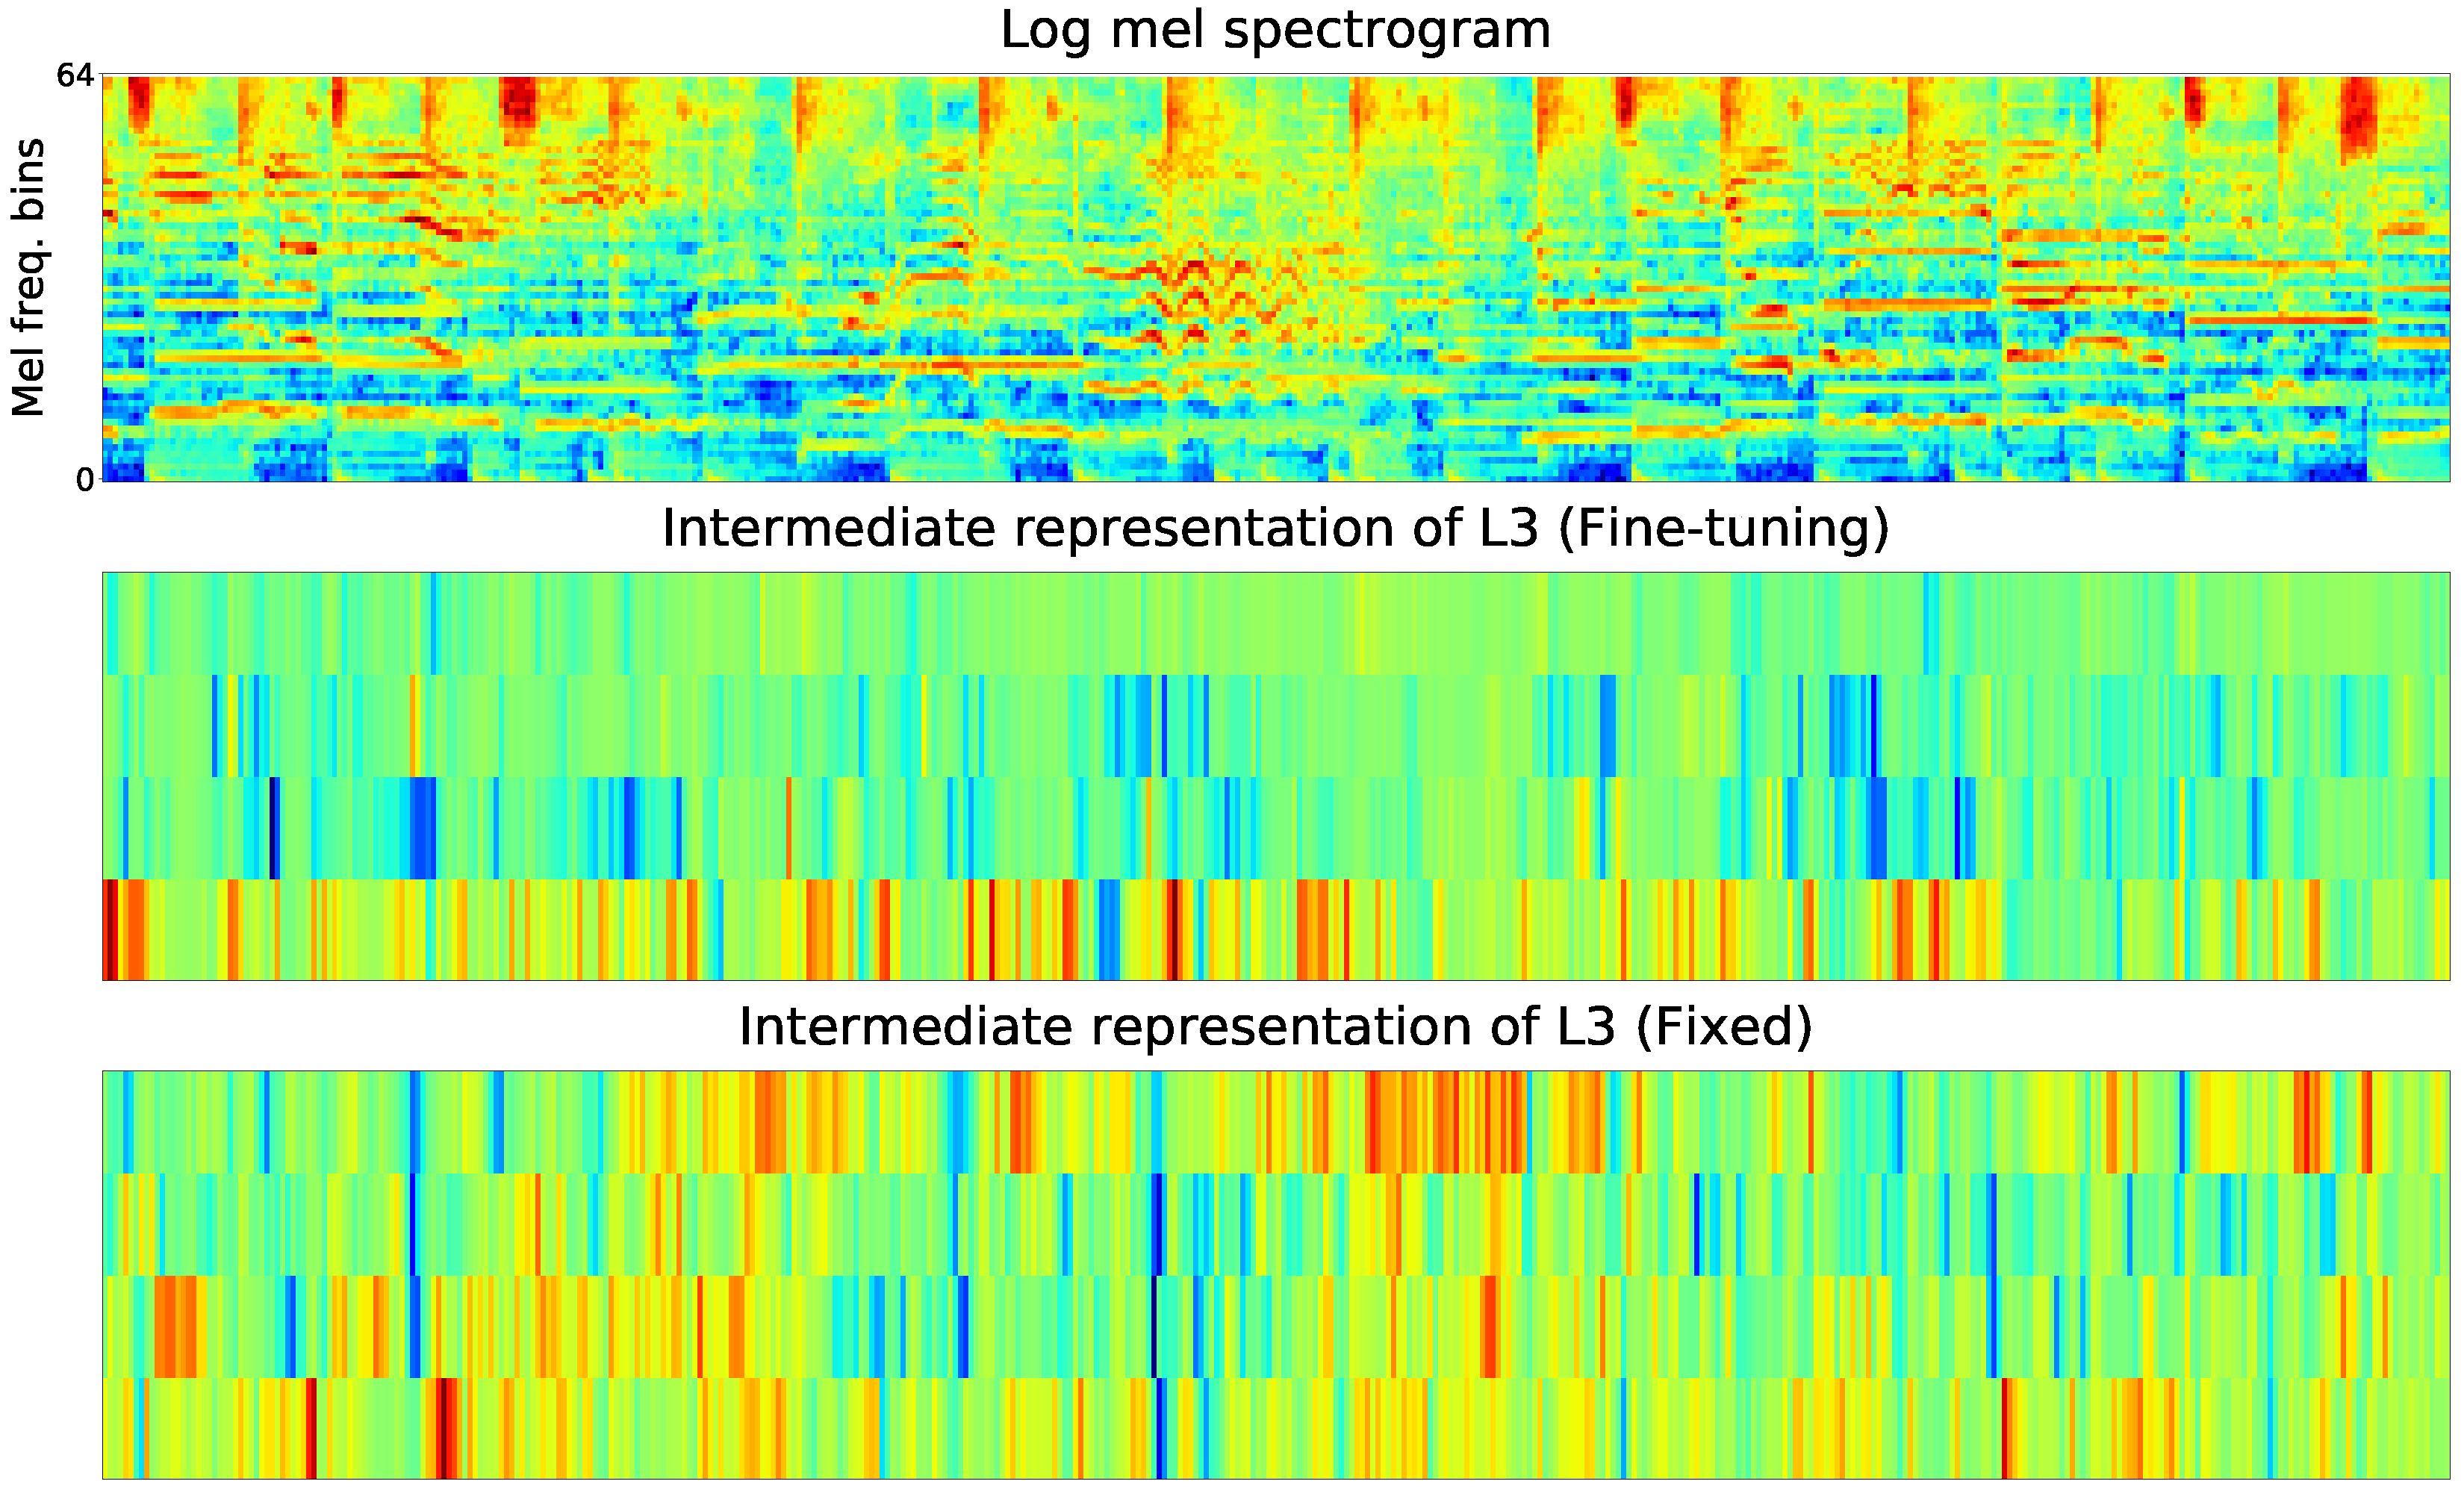 Log mel spectrogram
64
Mel freq. bins
0
Intermediate representation of L3 (Fine-tuning)
Intermediate representation of L3 (Fixed)